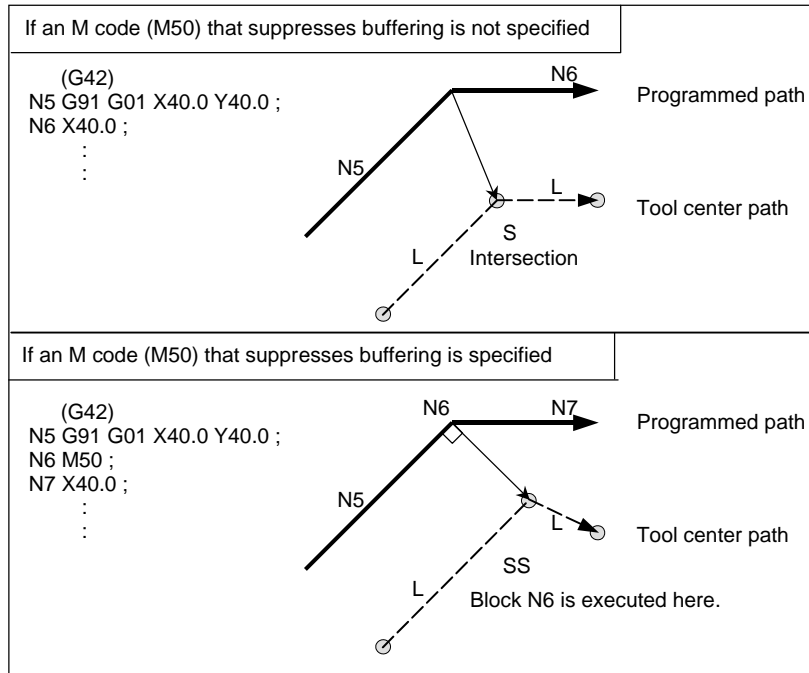 If an M code (M50) that suppresses buffering is not specified
(G42)
N5 G91 G01 X40.0 Y40.0 ;
N6 X40.0 ;
:
:
N6
Programmed path
N5
L
Tool center path
S
L
Intersection
If an M code (M50) that suppresses buffering is specified
(G42)
N5 G91 G01 X40.0 Y40.0 ;
N6 M50 ;
N7 X40.0 ;
:
:
N6
N7
Programmed path
N5
L
Tool center path
SS
L
Block N6 is executed here.